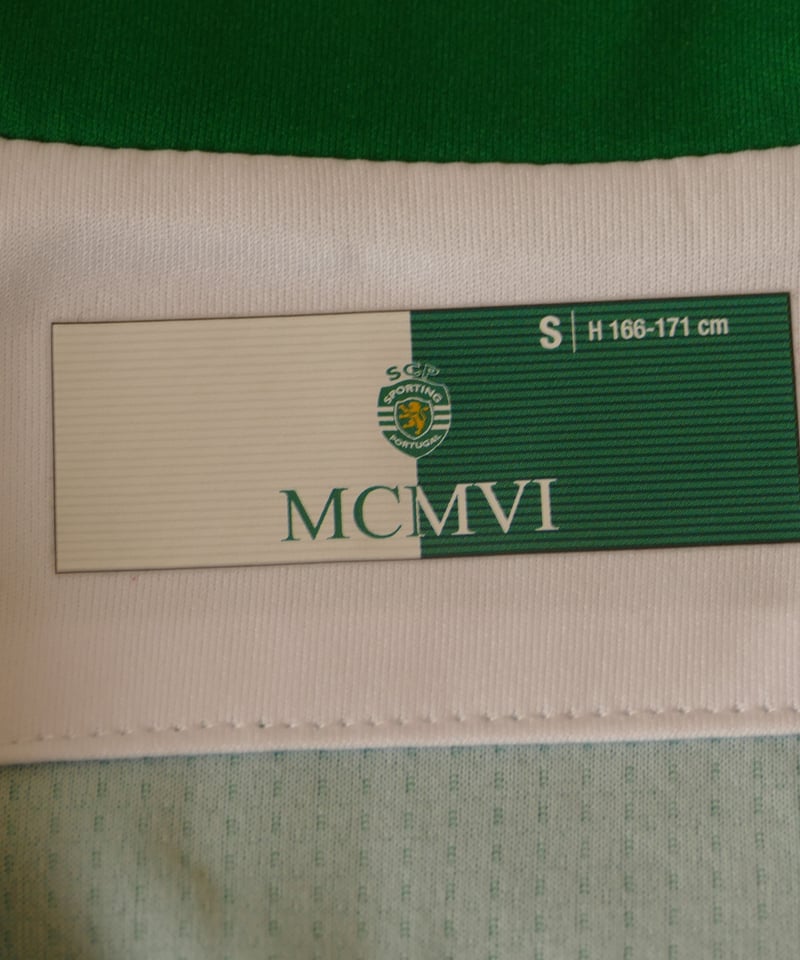 S | H 166-171 cm
SCP
SPORTING
PORTUGAL
MCMVI